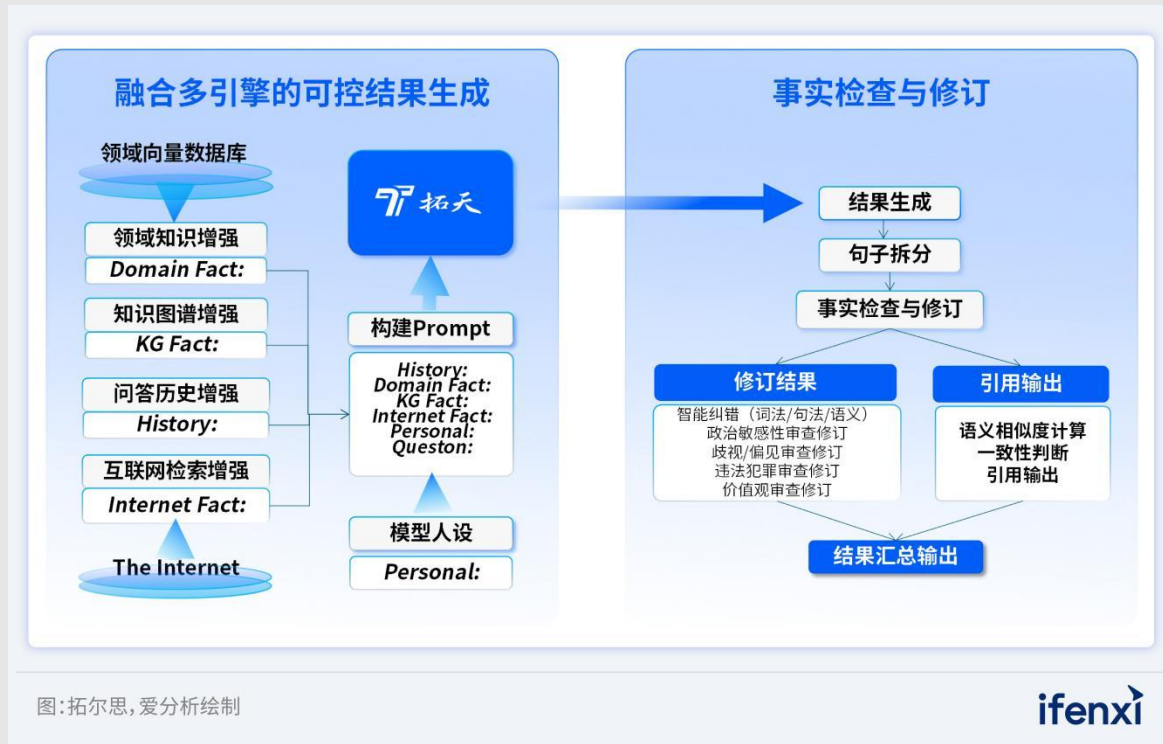 融合多引擎的可控结果生成
领域向量数据库
领域知识增强
Domain Fact:
知识图谱增强
KG Fact:
问答历史增强
History:
互联网检索增强
Internet Fact:
The Internet
拓天
构建Prompt
History:
Domain Fact:
KG Fact:
Internet Fact:
Personal:
Queston:
模型人设
Personal:
事实检查与修订
结果生成
句子拆分
事实检查与修订
修订结果
智能纠错（词法/句法/语义）
政治敏感性审查修订
歧视/偏见审查修订
违法犯罪审查修订
价值观审查修订
引用输出
语义相似度计算
一致性判断
引用输出
结果汇总输出
图:拓尔思,爱分析绘制
ifenxi